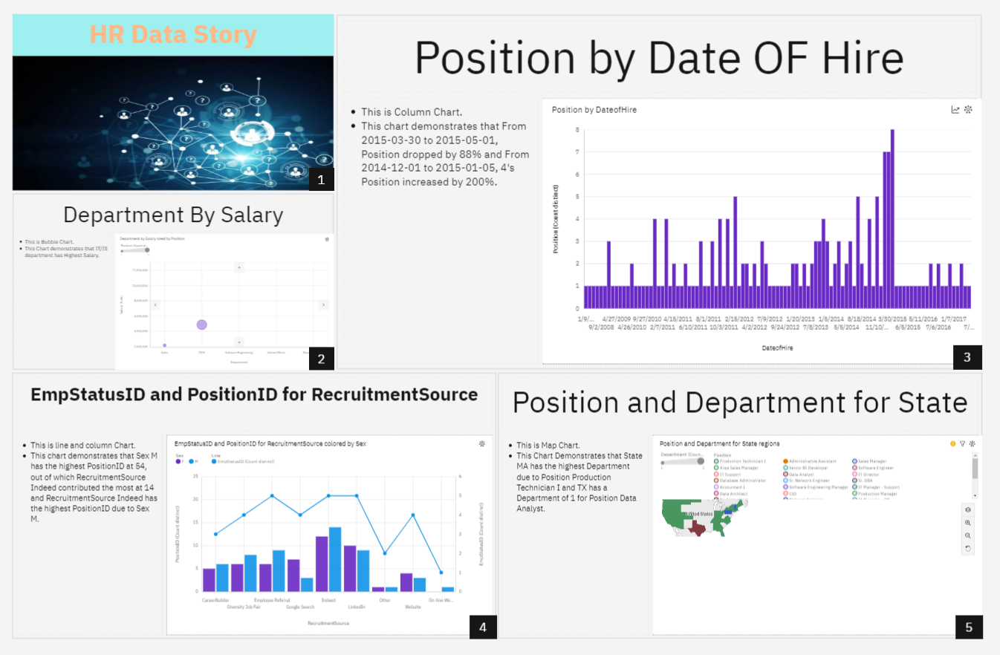 HR Data Story
1
Department By Salary
This is Bubble Chart.
This Chart demonstrates that IT/IS
department has Highest Salary.
Department by Salary sized by Position
Department
2
Position by Date OF Hire
This is Column Chart.
This chart demonstrates that From
2015-03-30 to 2015-05-01,
Position dropped by 88% and From
2014-12-01 to 2015-01-05, 4's
Position increased by 200%.
Position by DateofHire
Position (Count distinct)
8
7
6
5
4
3
2
1
0
1/9/... 4/27/2009 9/27/2010 4/15/2011 8/1/2011 2/15/2012 7/9/2012 1/20/2013 1/5/2014 8/18/2014 3/30/2015 5/11/2016 1/7/2017
9/2/2008 4/26/2010 2/7/2011 6/10/2011 10/3/2011 4/2/2012 9/24/2012 7/8/2013 5/5/2014 11/10/... 6/5/2015 7/6/2016 7/...
DateofHire
3
EmpStatusID and PositionID for RecruitmentSource
This is line and column Chart.
This chart demonstrates that Sex M
has the highest PositionID at 54,
out of which RecruitmentSource
Indeed contributed the most at 14
and RecruitmentSource Indeed has
the highest PositionID due to Sex
M.
EmpStatusID and PositionID for RecruitmentSource colored by Sex
Sex
F M
Line
EmpStatusID (Count distinct)
PositionID (Count distinct)
25
20
15
10
5
0
6
5
4
3
2
1
0
EmpStatusID (Count distinct)
CareerBuilder Employee Referral Indeed Other On-line We...
Diversity Job Fair Google Search LinkedIn Website
RecruitmentSource
4
Position and Department for State
This is Map Chart.
This Chart Demonstrates that State
MA has the highest Department
due to Position Production
Technician I and TX has a
Department of 1 for Position Data
Analyst.
Position and Department for State regions
Department (Coun...
Position
Production Technician I Administrative Assistant Sales Manager
Area Sales Manager Senior BI Developer Software Engineer
IT Support Data Analyst IT Director
Database Administrator Sr. Network Engineer Sr. DBA
Accountant I Software Engineering Manager IT Manager - Support
Data Architect CIO Production Manager
United States
5